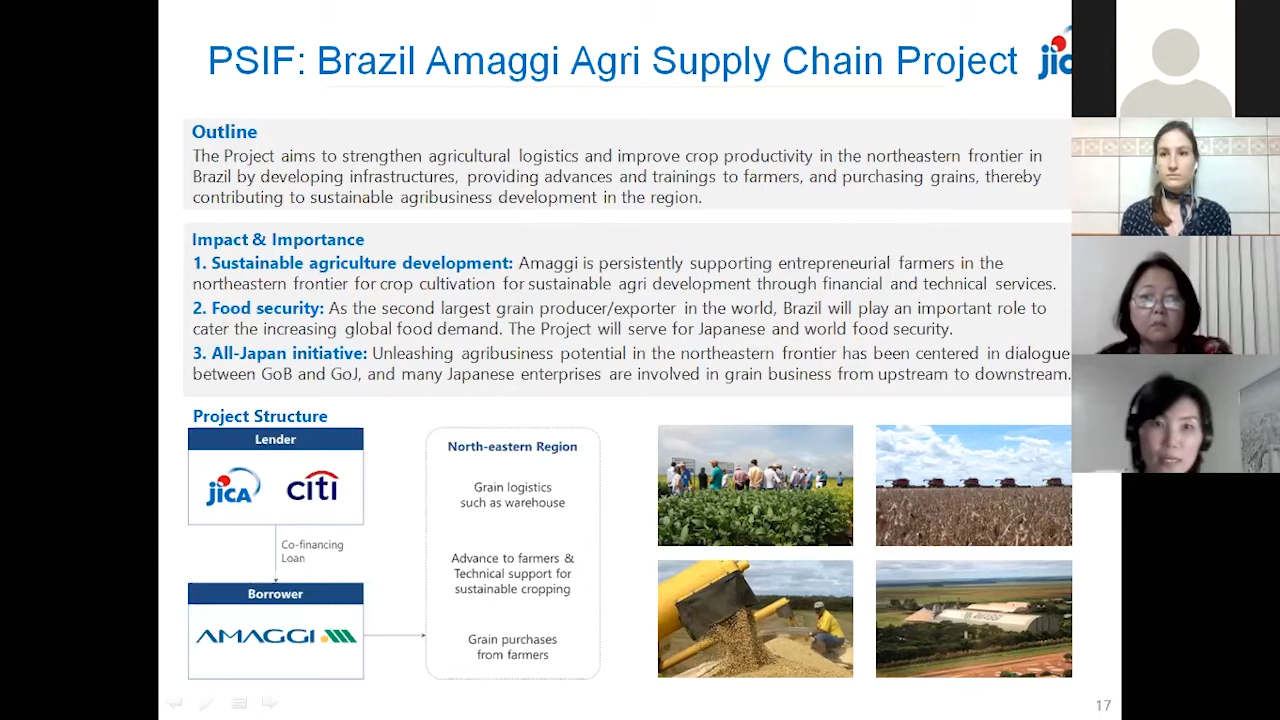 PSIF: Brazil Amaggi Agri Supply Chain Project
Outline
The Project aims to strengthen agricultural logistics and improve crop productivity in the northeastern frontier in
Brazil by developing infrastructures, providing advances and trainings to farmers, and purchasing grains, thereby
contributing to sustainable agribusiness development in the region.
Impact & Importance
1. Sustainable agriculture development: Amaggi is persistently supporting entrepreneurial farmers in the
northeastern frontier for crop cultivation for sustainable agri development through financial and technical services.
2. Food security: As the second largest grain producer/exporter in the world, Brazil will play an important role to
cater the increasing global food demand. The Project will serve for Japanese and world food security.
3. All-Japan initiative: Unleashing agribusiness potential in the northeastern frontier has been centered in dialogue
between GoB and GoJ, and many Japanese enterprises are involved in grain business from upstream to downstream.
Project Structure
Lender
JICA citi
Co-financing
Loan
Borrower
AMAGGI
North-eastern Region
Grain logistics
such as warehouse
Advance to farmers &
Technical support for
sustainable cropping
Grain purchases
from farmers
17